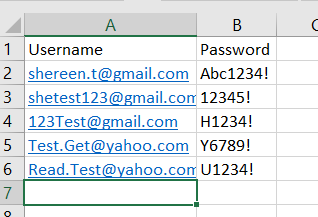 A B
1 Username Password
2 shereen.t@gmail.com Abc1234!
3 shetest123@gmail.com 12345!
4 123Test@gmail.com H1234!
5 Test.Get@yahoo.com Y6789!
6 Read.Test@yahoo.com U1234!
7